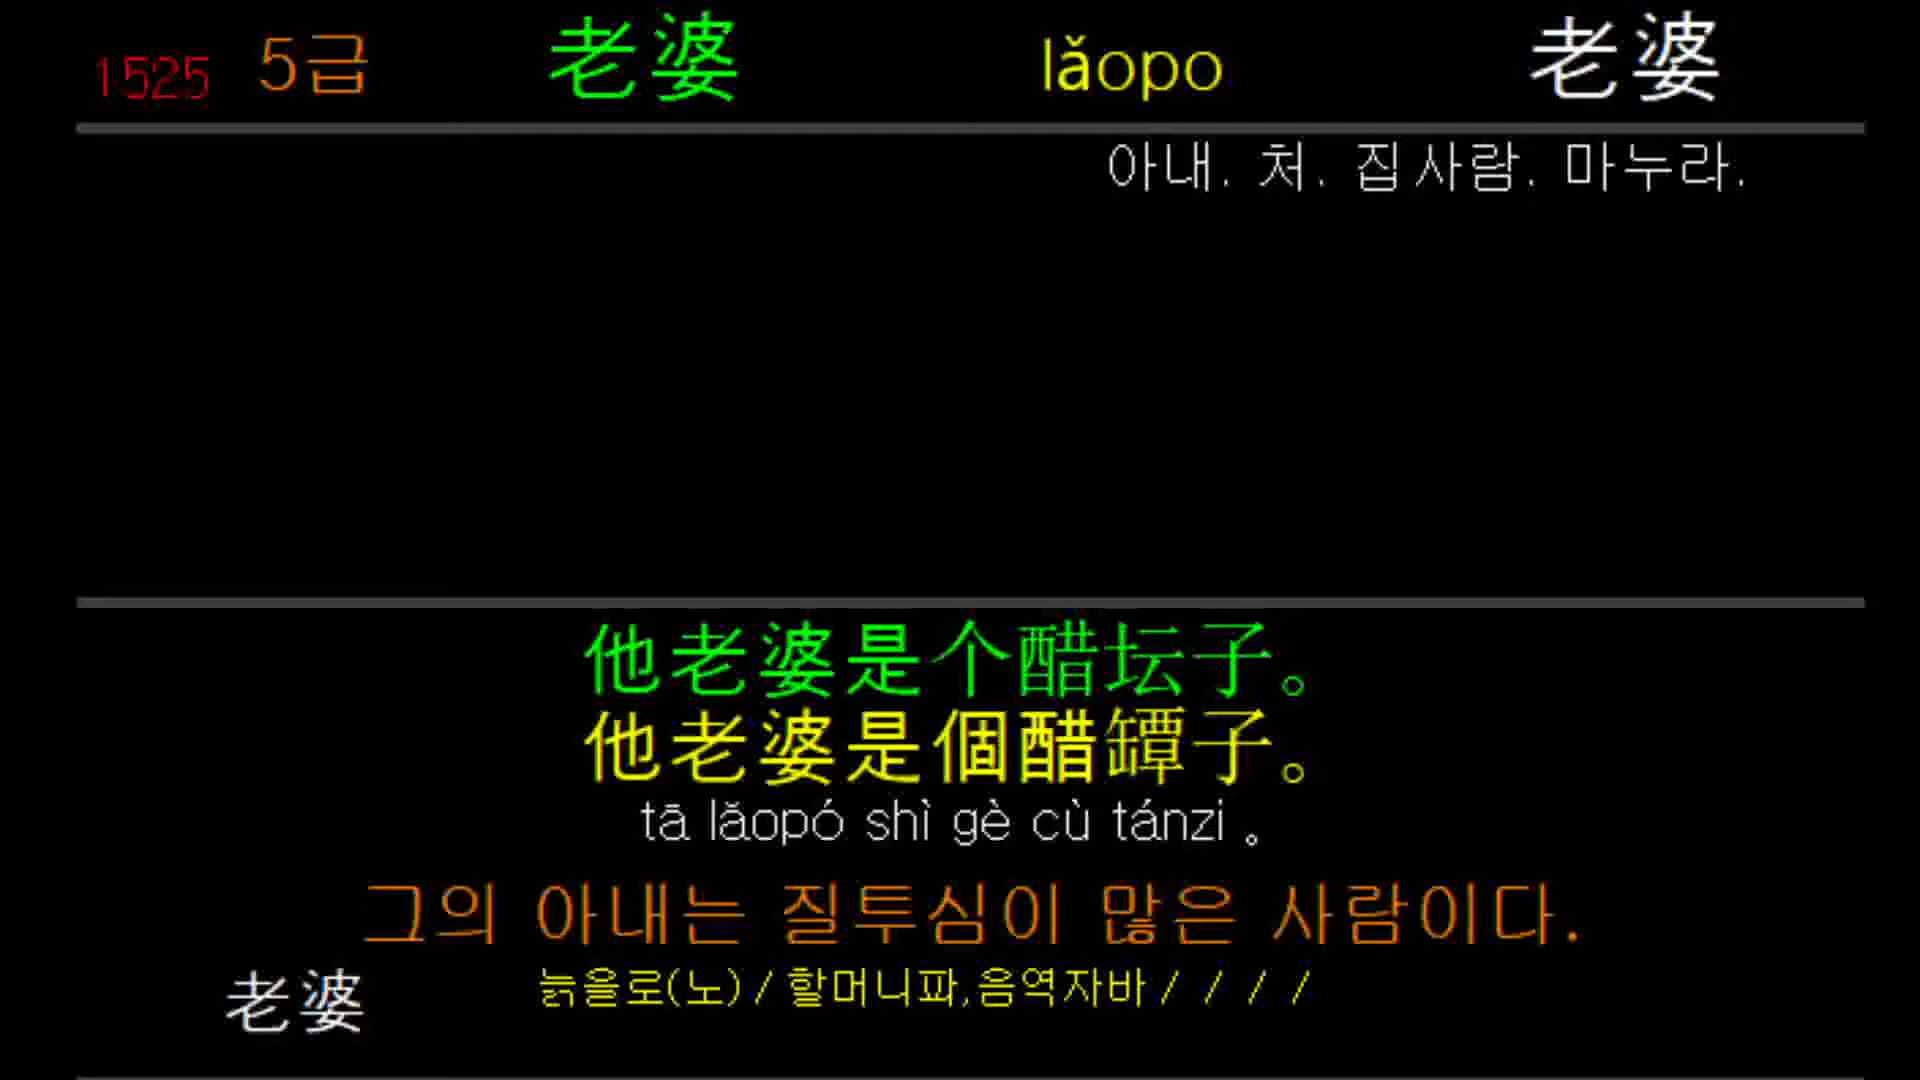 1525 5급 老婆 lǎopo 老婆
아내. 처. 집사람. 마누라.
他老婆是个醋坛子。
他老婆是個醋罈子。
tā lǎopó shì gè cù tánzi 。
그의 아내는 질투심이 많은 사람이다.
老婆 늙을로(노) / 할머니파,음역자바 / / / /